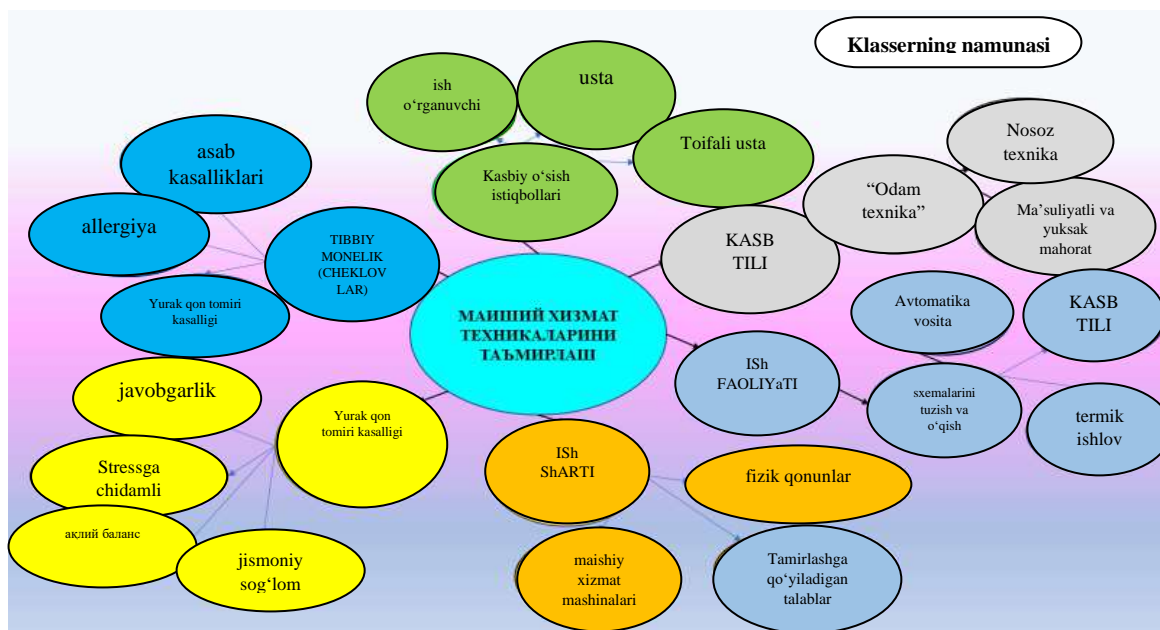 Klasserning namunasi
ish
o‘rganuvchi
usta
Toifali usta
Kasbiy o‘sish
istiqbollari
Nosoz
texnika
“Odam
texnika”
Ma’suliyatli va
yuksak
mahorat
KASB
TILI
asab
kasalliklari
allergiya
TIBBIY
MONELIK
(CHEKLOV
LAR)
Yurak qon tomiri
kasalligi
МАИШИЙ ХИЗМАТ
ТЕХНИКАЛАРИНИ
ТАЪМИРЛАШ
Avtomatika
vosita
KASB
TILI
ISh
FAOLIYaTI
sxemalarini
tuzish va
o‘qish
termik
ishlov
javobgarlik
Yurak qon
tomiri kasalligi
Stressga
chidamli
ақлий баланс
jismoniy
sog‘lom
ISh
ShARTI
fizik qonunlar
maishiy
xizmat
mashinalari
Tamirlashga
qo‘yiladigan
talablar